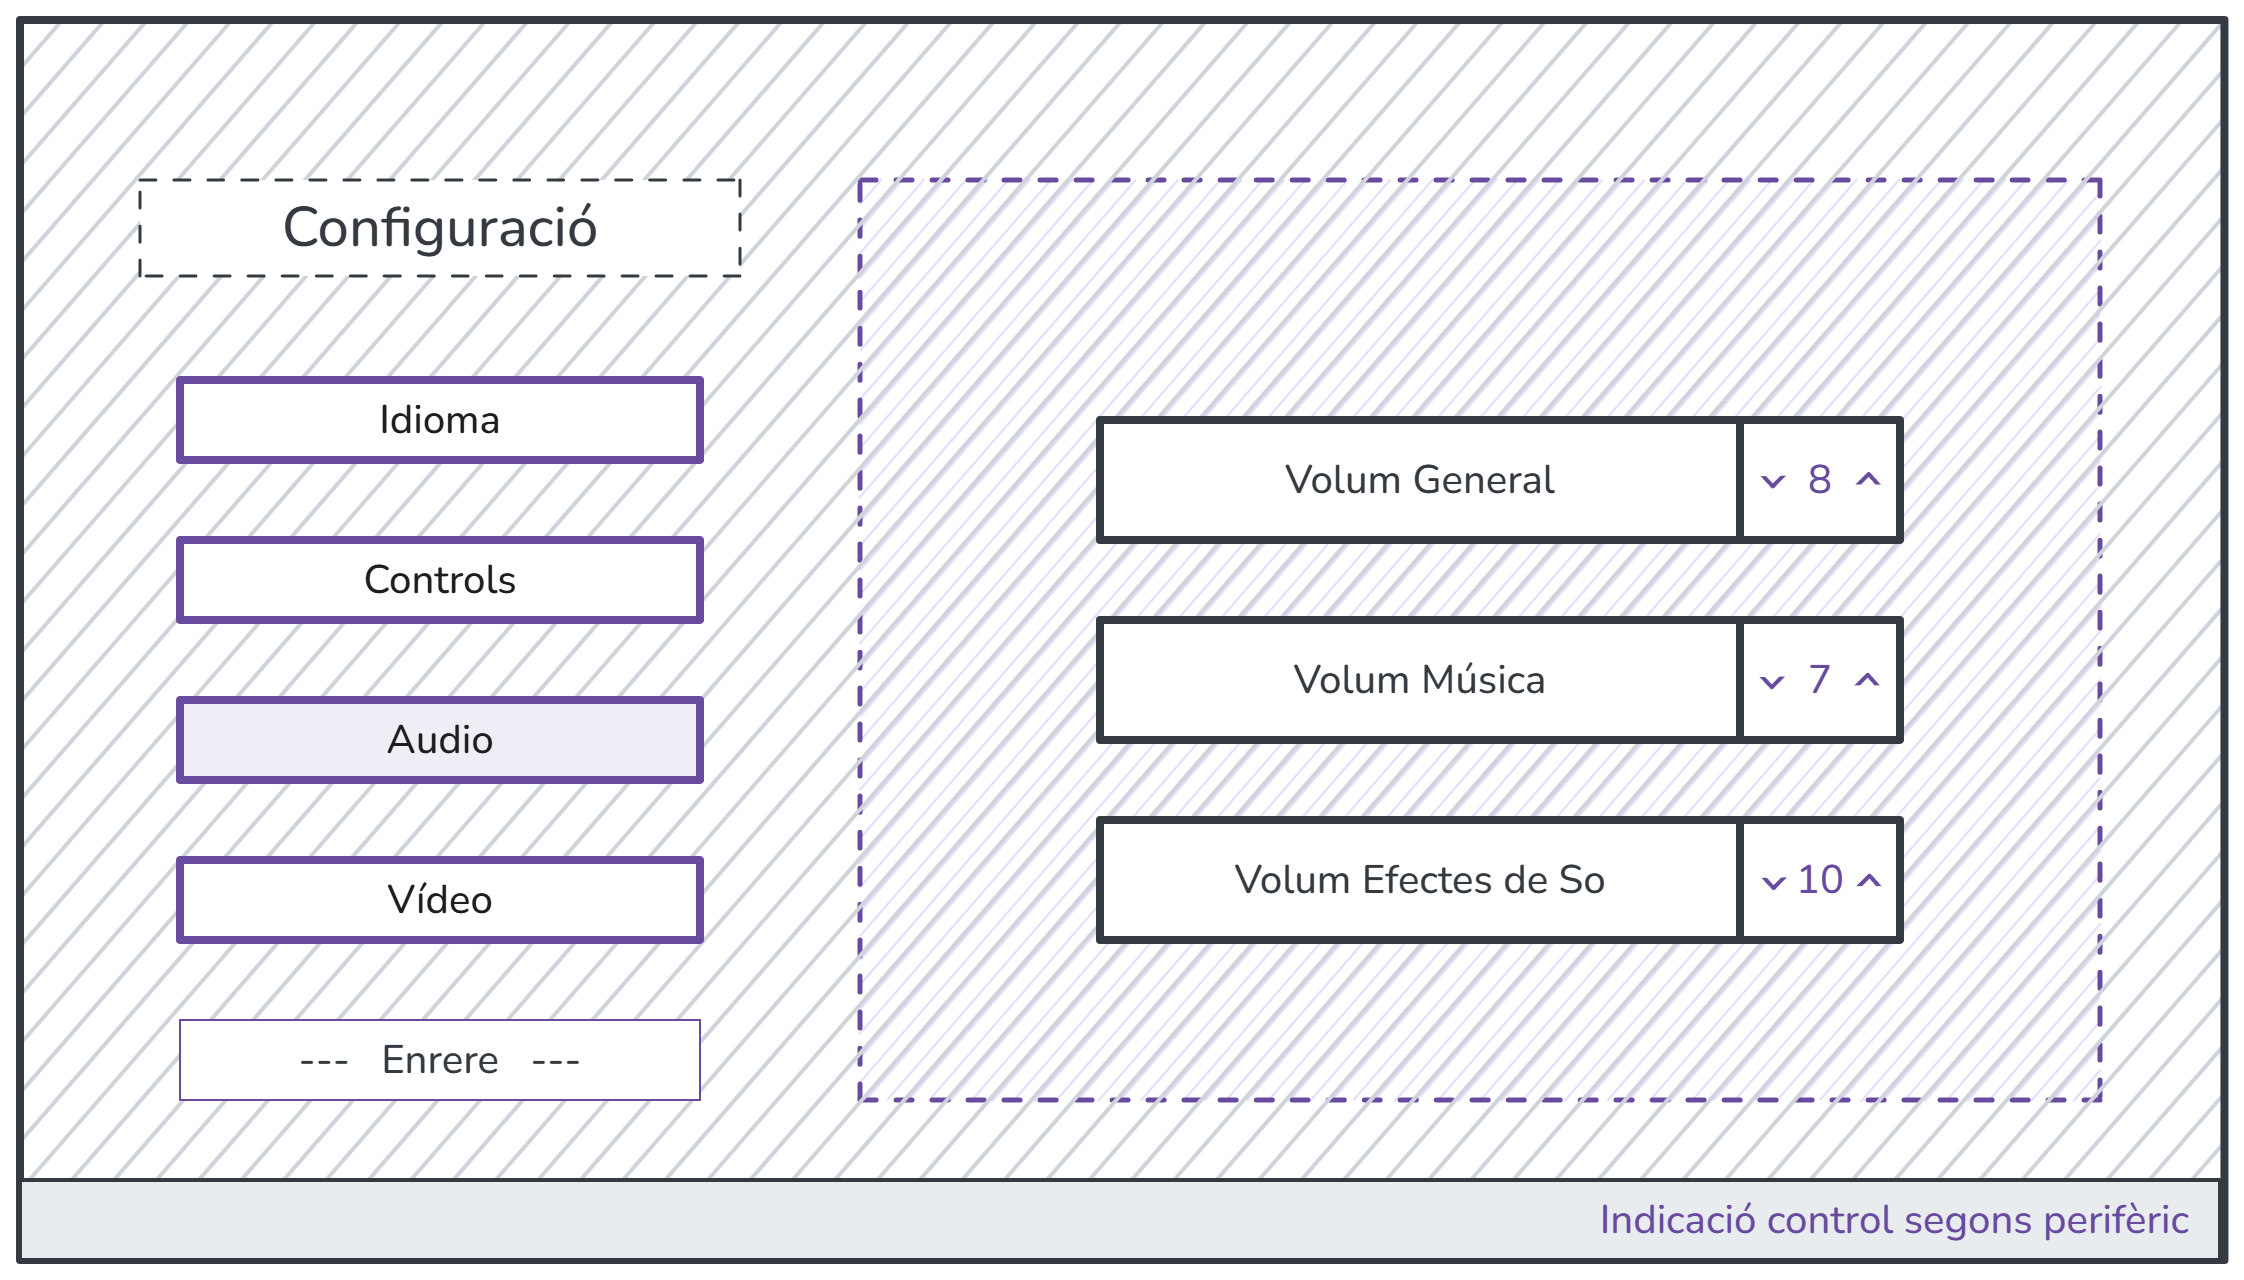 Configuració
Idioma
Controls
Audio
Vídeo
--- Enrere ---
Volum General 8
Volum Música 7
Volum Efectes de So 10
Indicació control segons perifèric